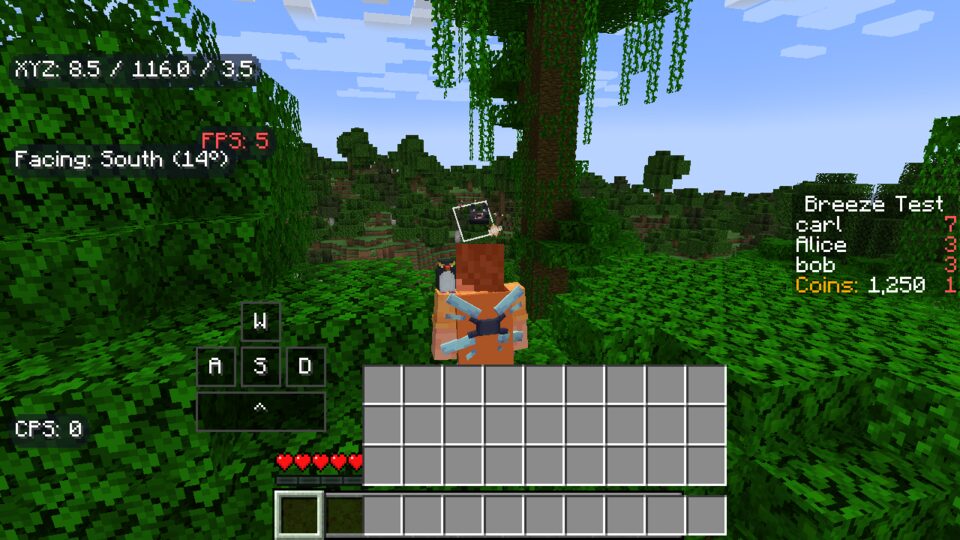 XYZ: 8.5 / 116.0 / 3.5
FPS: 5
Facing: South (14°)
Breeze Test
carl 7
Alice 3
bob 3
Coins: 1,250 1
W
A S D
^
CPS: 0